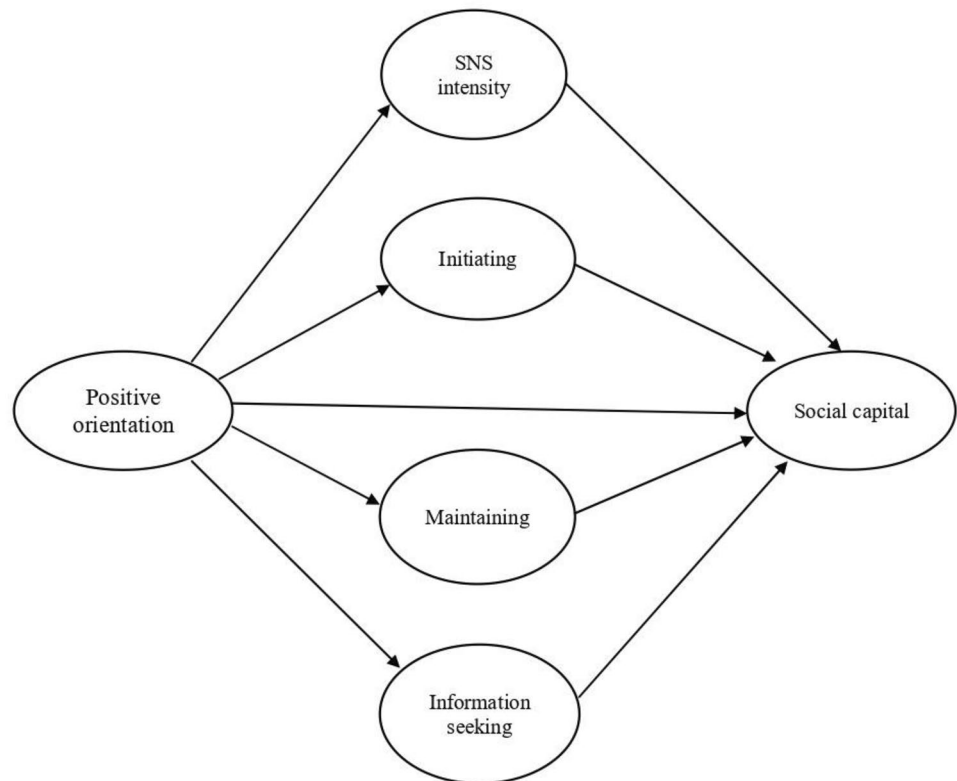 SNS
intensity
Initiating
Positive
orientation
Social capital
Maintaining
Information
seeking